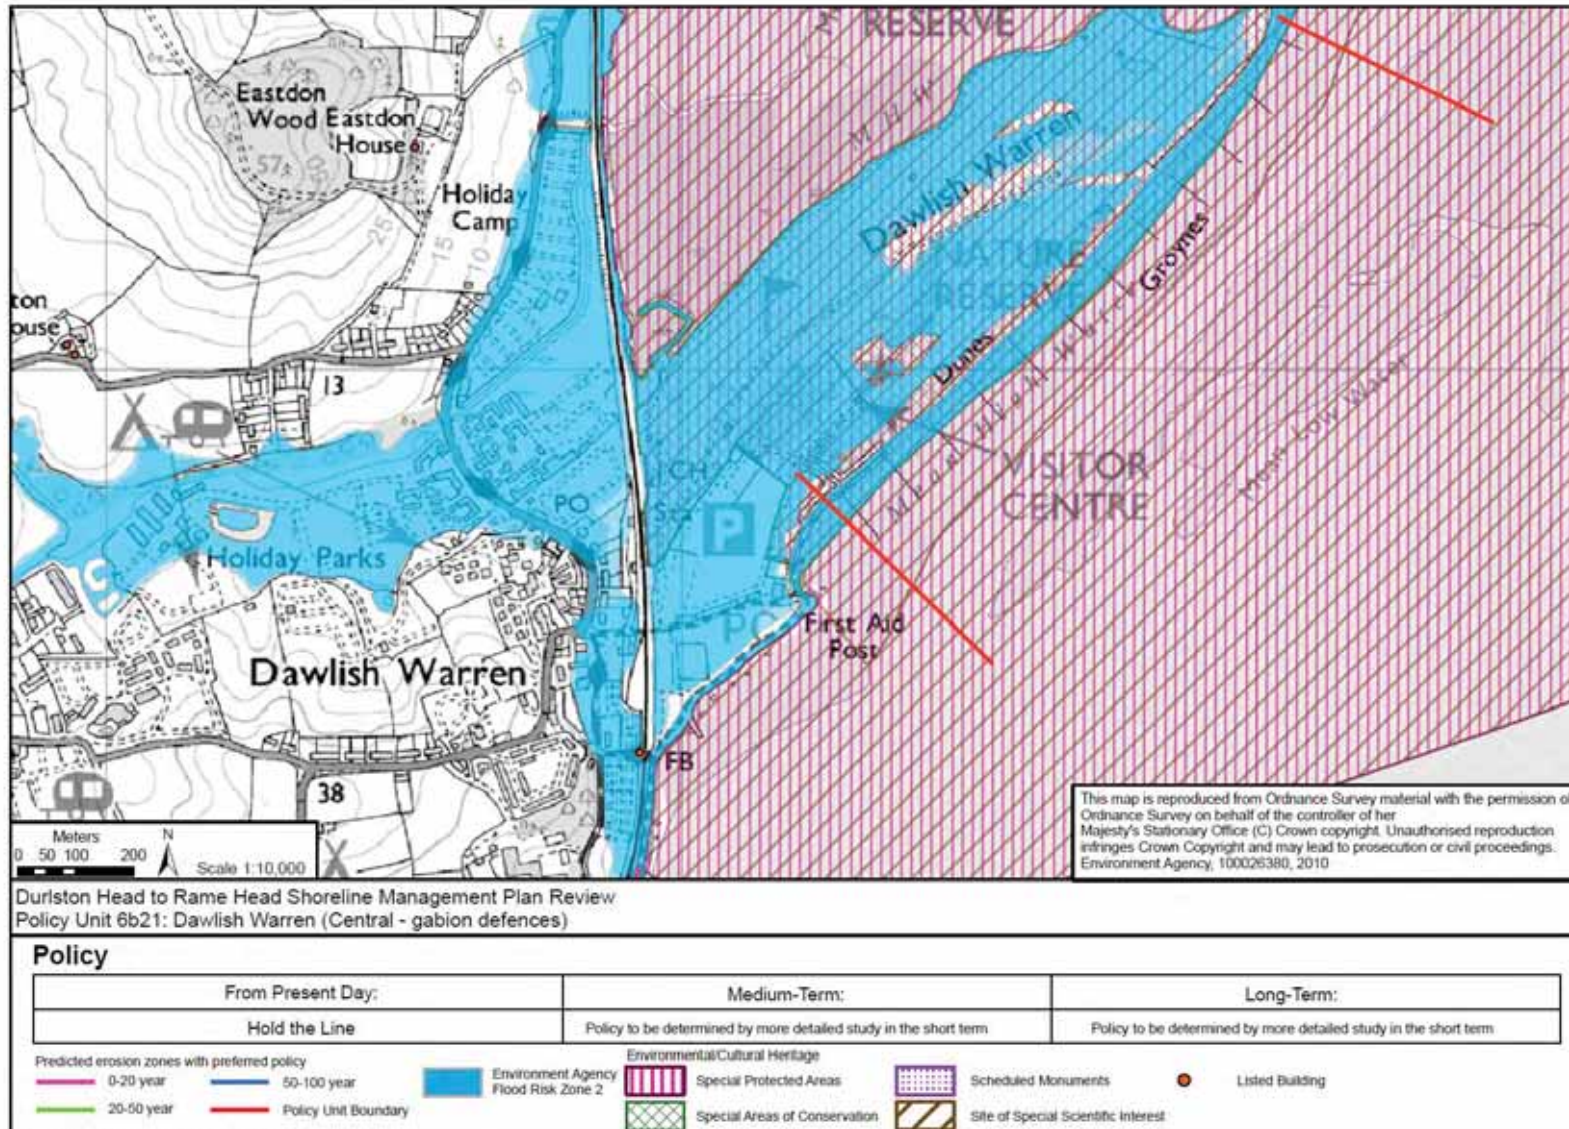 RESERVE
Eastdon
Wood
Eastdon
House
57
Holiday
Camp
25
15
10
Dawlish Warren
NATURE
RESERVE
Groynes
Dunes
ton
ouse
13
VISITOR
CENTRE
Mean Low Water
CH
PO
P
Holiday Parks
PC
First Aid
Post
Dawlish Warren
FB
38
Meters
0 50 100 200
N
Scale 1:10,000
This map is reproduced from Ordnance Survey material with the permission of
Ordnance Survey on behalf of the controller of her
Majesty's Stationary Office (C) Crown copyright. Unauthorised reproduction
infringes Crown Copyright and may lead to prosecution or civil proceedings.
Environment Agency, 100026380, 2010
Durlston Head to Rame Head Shoreline Management Plan Review
Policy Unit 6b21: Dawlish Warren (Central - gabion defences)
Policy
From Present Day: Medium-Term: Long-Term:
Hold the Line Policy to be determined by more detailed study in the short term Policy to be determined by more detailed study in the short term
Predicted erosion zones with preferred policy
0-20 year
50-100 year
20-50 year
Policy Unit Boundary
Environment Agency
Flood Risk Zone 2
Environmental/Cultural Heritage
Special Protected Areas
Scheduled Monuments
Listed Building
Special Areas of Conservation
Site of Special Scientific Interest